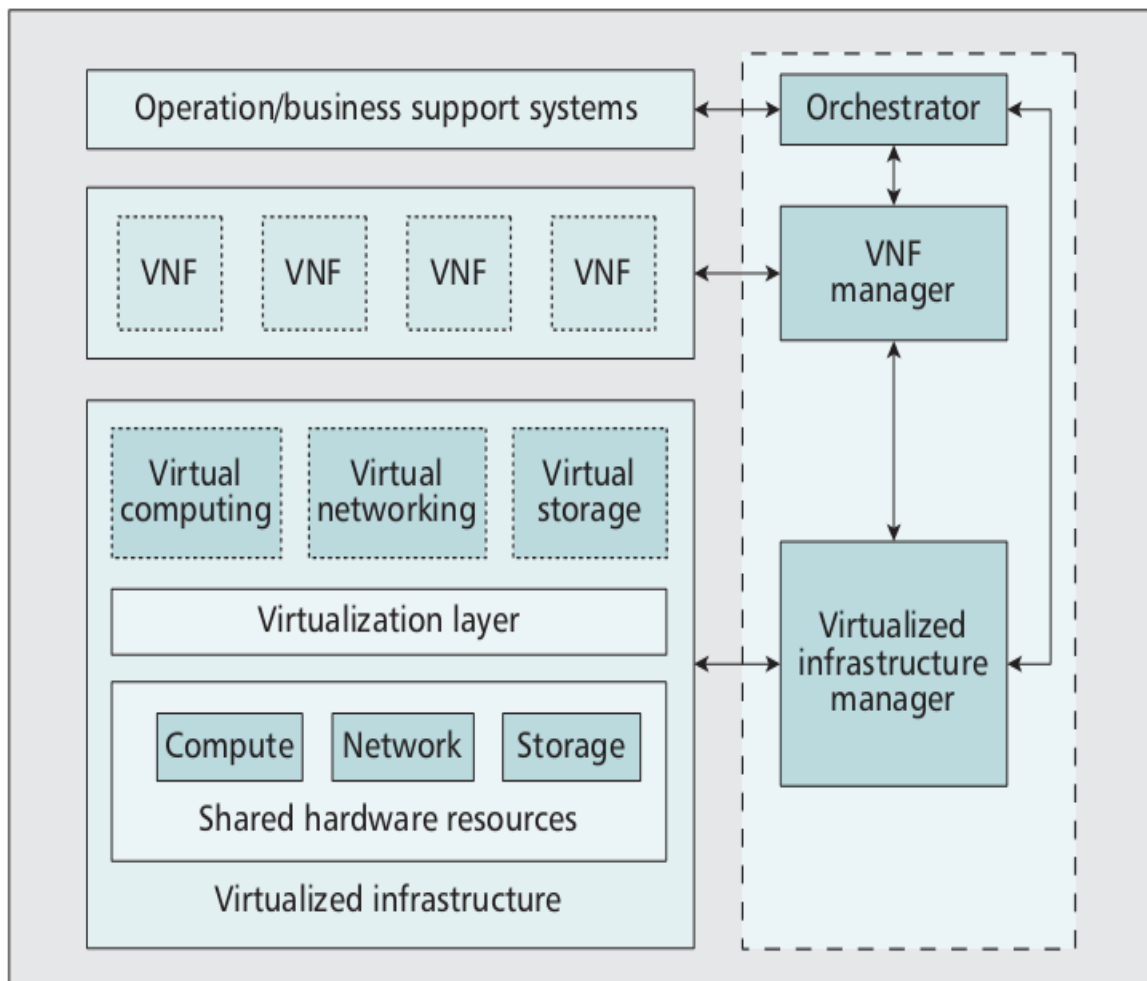 Operation/business support systems
Orchestrator
VNF
VNF
VNF
VNF
VNF
manager
Virtual
computing
Virtual
networking
Virtual
storage
Virtualization layer
Virtualized
infrastructure
manager
Compute
Network
Storage
Shared hardware resources
Virtualized infrastructure